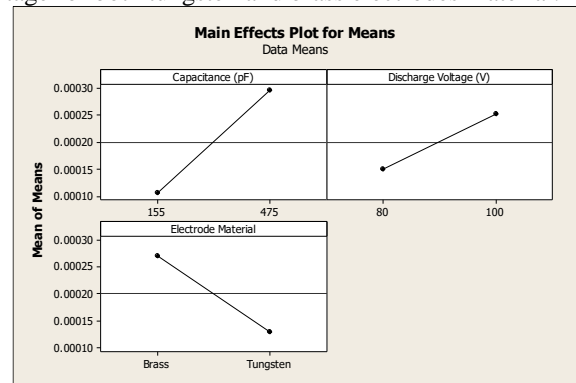 Main Effects Plot for Means
Data Means
Capacitance (pF)
Discharge Voltage (V)
0.00030
0.00025
0.00020
0.00015
0.00010
155
475
80
100
Electrode Material
0.00030
0.00025
0.00020
0.00015
0.00010
Brass
Tungsten
Mean of Means